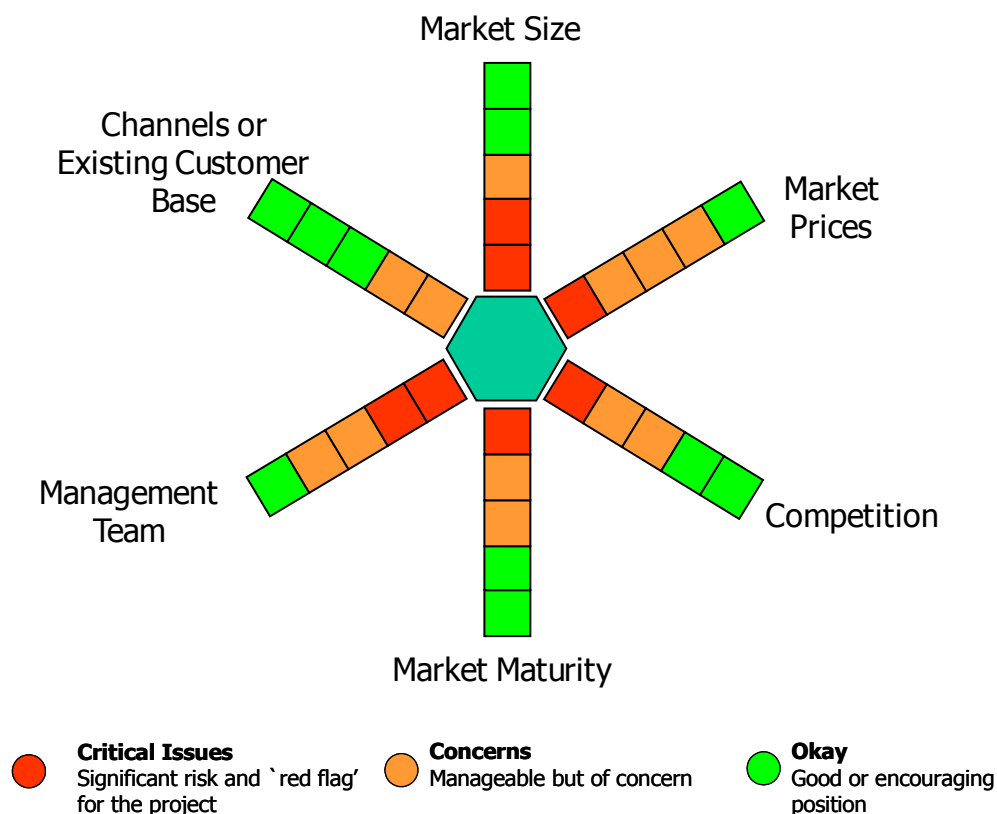 Market Size
Channels or
Existing Customer
Base
Market
Prices
Management
Team
Competition
Market Maturity
Critical Issues
Significant risk and `red flag’
for the project
Concerns
Manageable but of concern
Okay
Good or encouraging
position